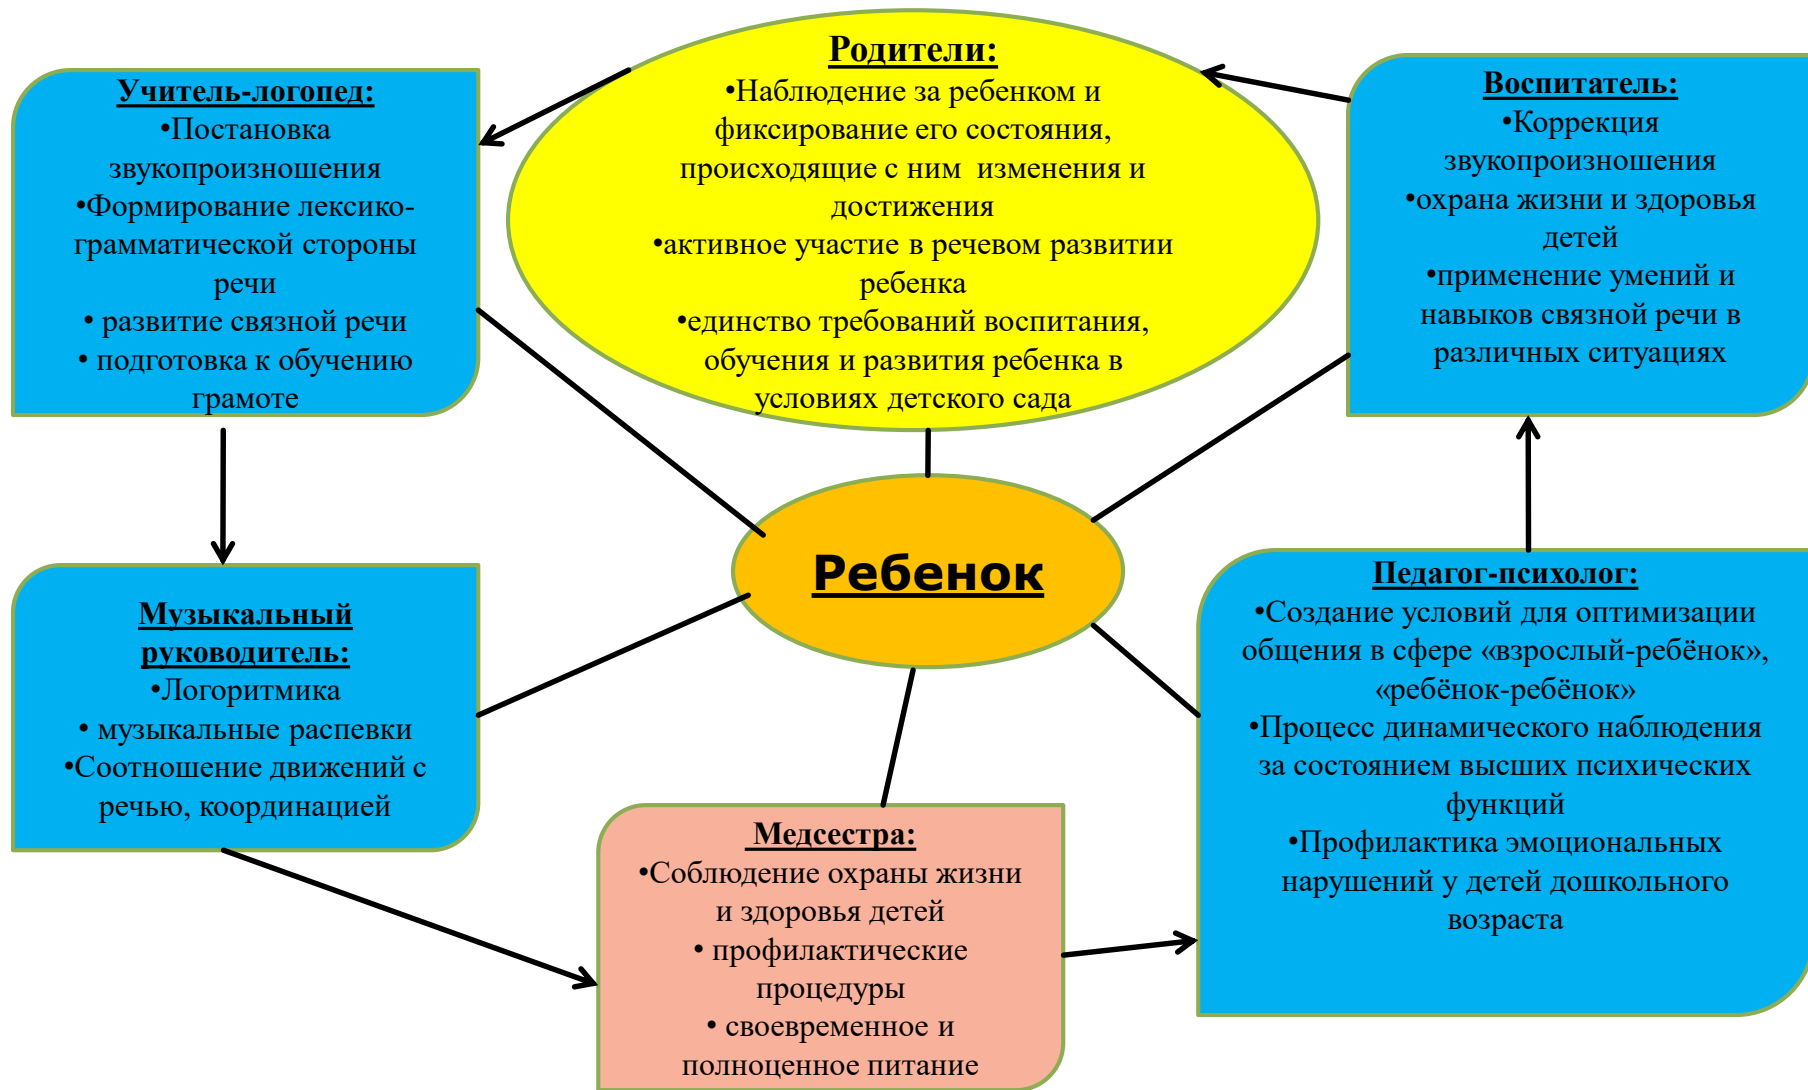 Родители:
•Наблюдение за ребенком и
фиксирование его состояния,
происходящие с ним  изменения и
достижения
•активное участие в речевом развитии
ребенка
•единство требований воспитания,
обучения и развития ребенка в
условиях детского сада
Учитель-логопед:
•Постановка
звукопроизношения
•Формирование лексико-
грамматической стороны
речи
• развитие связной речи
• подготовка к обучению
грамоте
Воспитатель:
•Коррекция
звукопроизношения
•охрана жизни и здоровья
детей
•применение умений и
навыков связной речи в
различных ситуациях
Ребенок
Музыкальный
руководитель:
•Логоритмика
• музыкальные распевки
•Соотношение движений с
речью, координацией
Педагог-психолог:
•Создание условий для оптимизации
общения в сфере «взрослый-ребёнок»,
«ребёнок-ребёнок»
•Процесс динамического наблюдения
за состоянием высших психических
функций
•Профилактика эмоциональных
нарушений у детей дошкольного
возраста
Медсестра:
•Соблюдение охраны жизни
и здоровья детей
• профилактические
процедуры
• своевременное и
полноценное питание